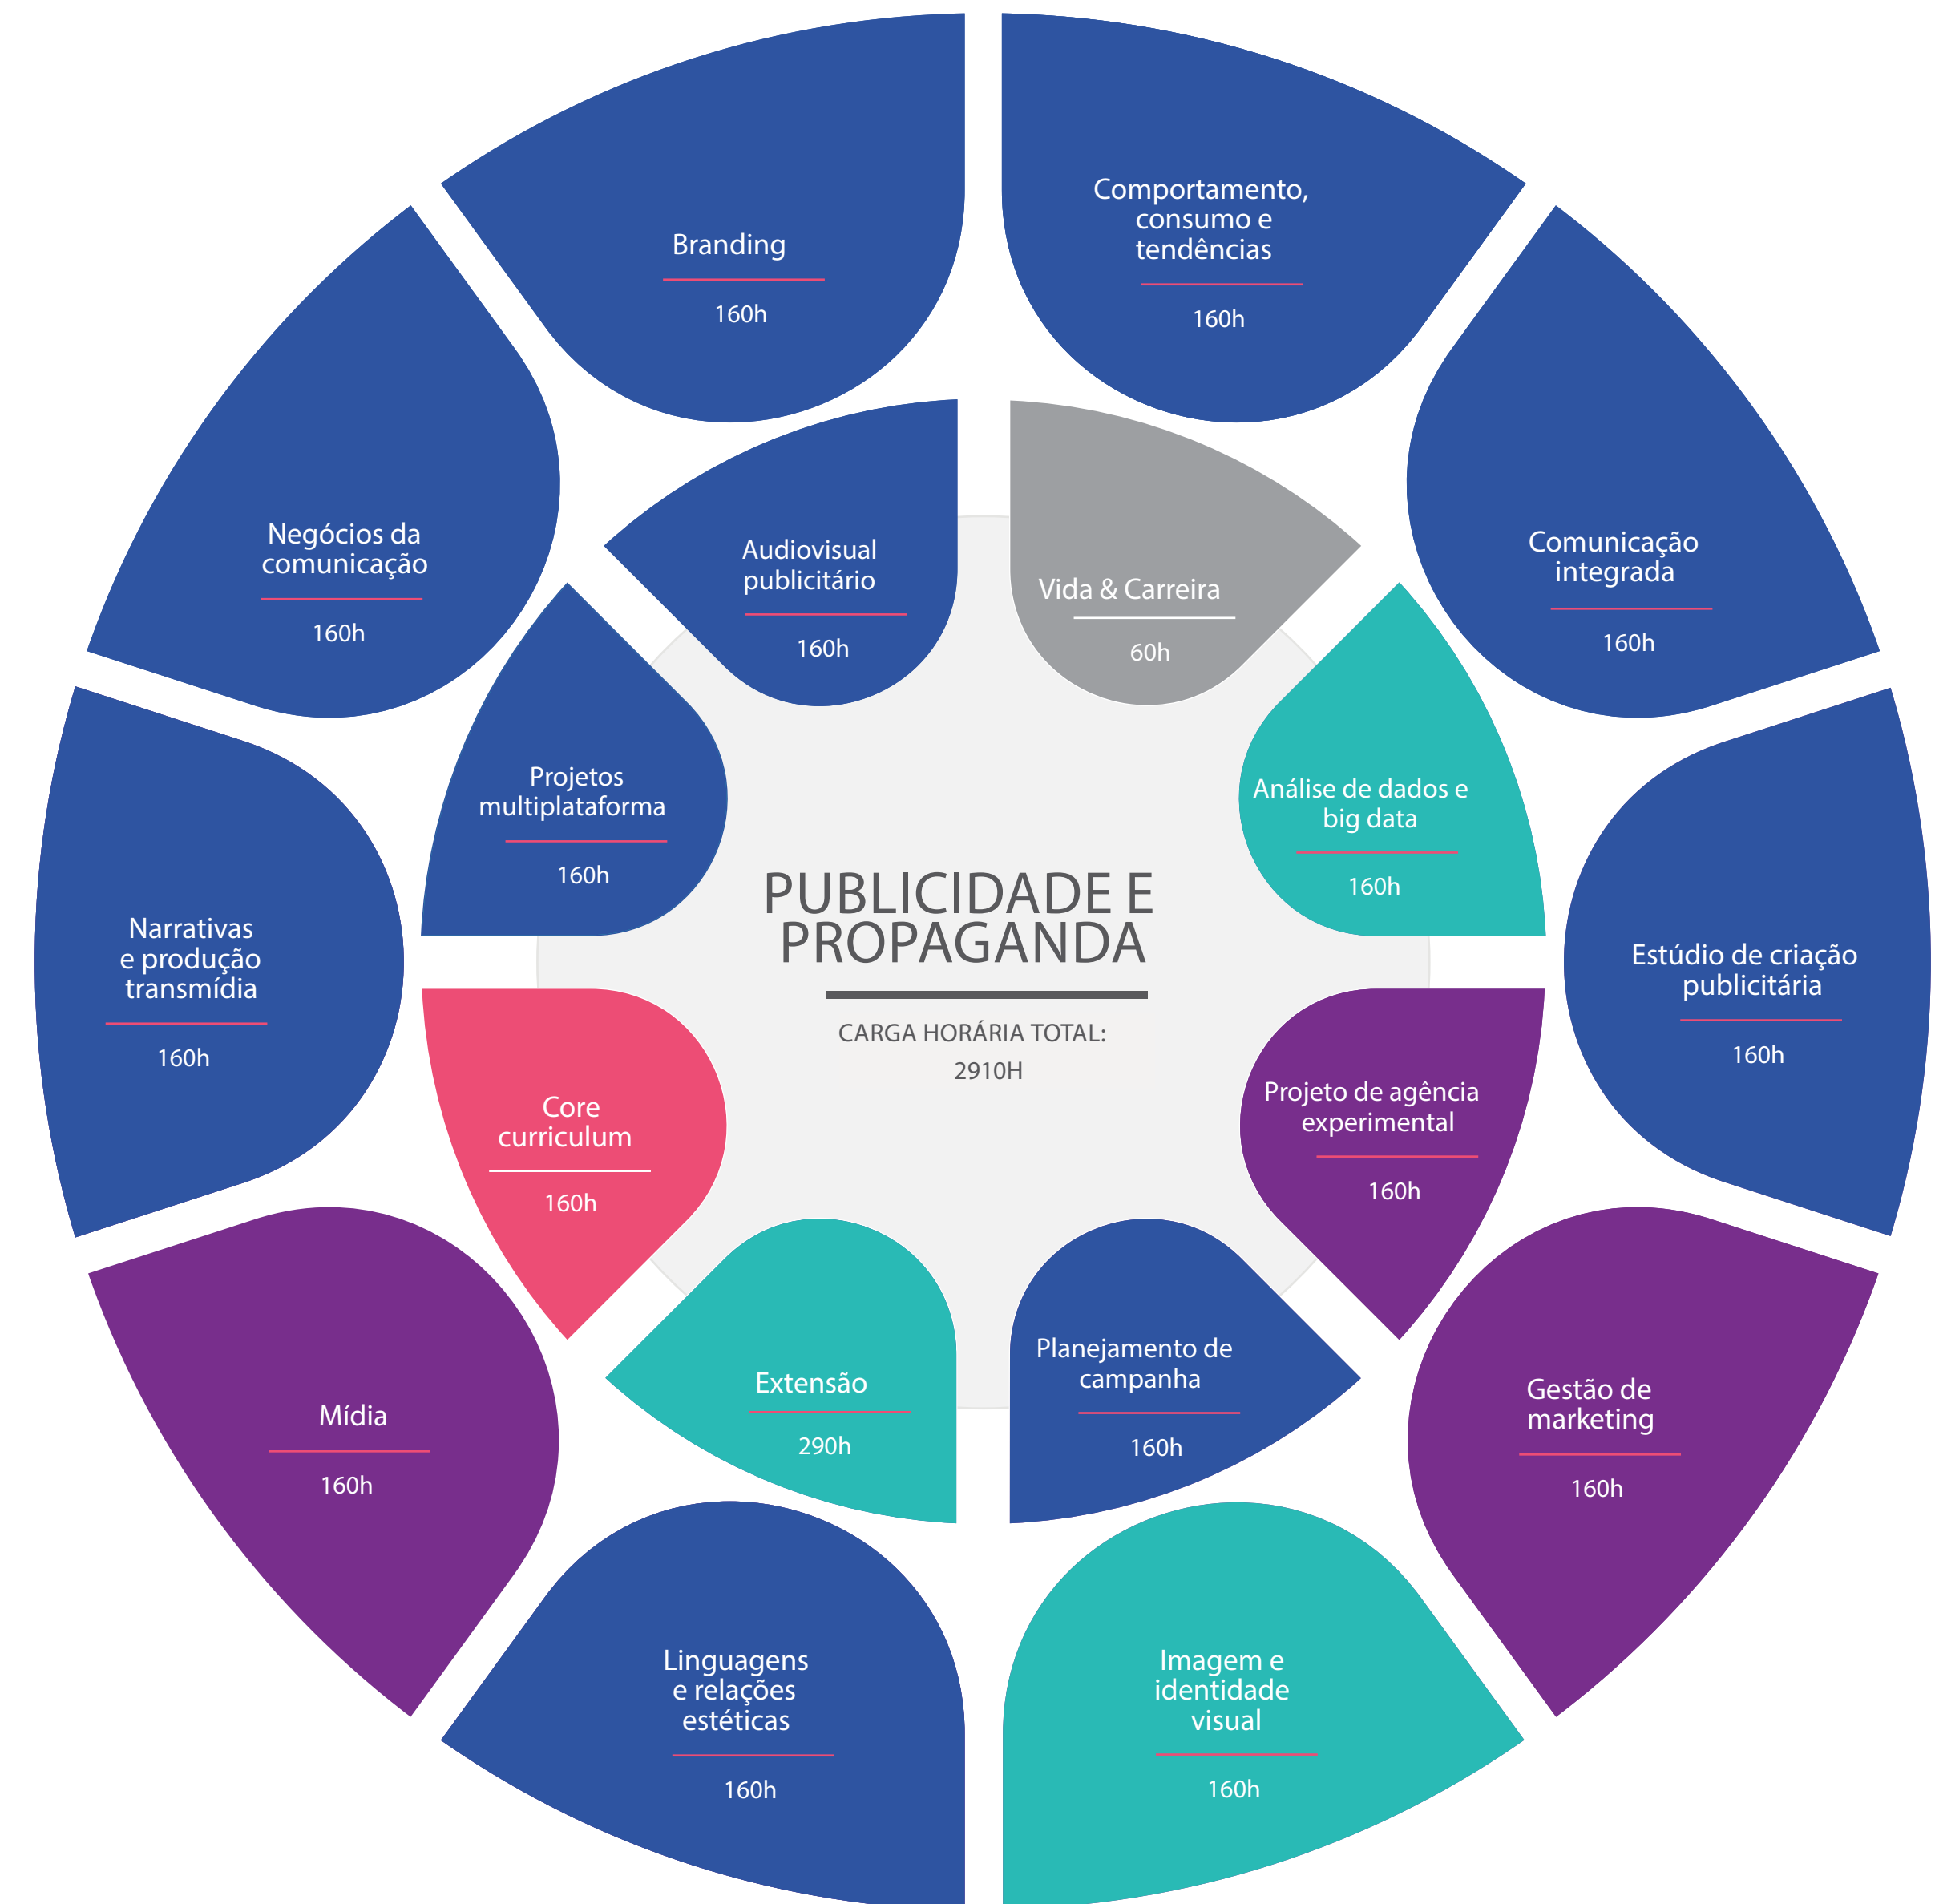 Branding
160h
Comportamento,
consumo e
tendências
160h
Comunicação
integrada
160h
Estúdio de criação
publicitária
160h
Gestão de
marketing
160h
Imagem e
identidade
visual
160h
Linguagens
e relações
estéticas
160h
Mídia
160h
Narrativas
e produção
transmídia
160h
Negócios da
comunicação
160h
Audiovisual
publicitário
160h
Vida & Carreira
60h
Análise de dados e
big data
160h
Projeto de agência
experimental
160h
Planejamento de
campanha
160h
Extensão
290h
Core
curriculum
160h
Projetos
multiplataforma
160h
PUBLICIDADE E
PROPAGANDA
CARGA HORÁRIA TOTAL:
2910H